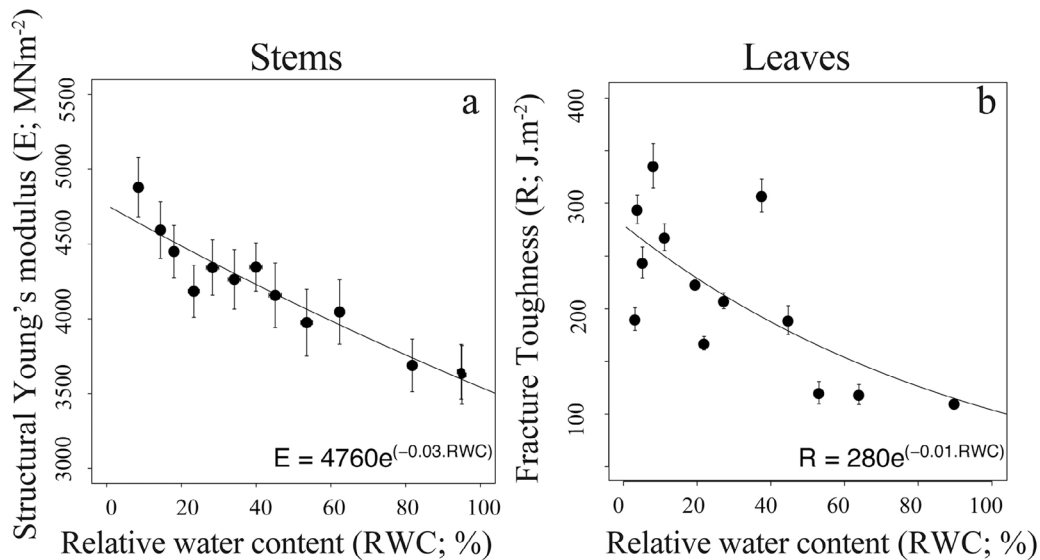 Stems
Structural Young's modulus (E; MNm-2)
5500
5000
4500
4000
3500
3000
a
E = 4760e(−0.03.RWC)
0 20 40 60 80 100
Relative water content (RWC; %)
Leaves
Fracture Toughness (R; J.m-2)
400
300
200
100
b
R = 280e(−0.01.RWC)
0 20 40 60 80 100
Relative water content (RWC; %)